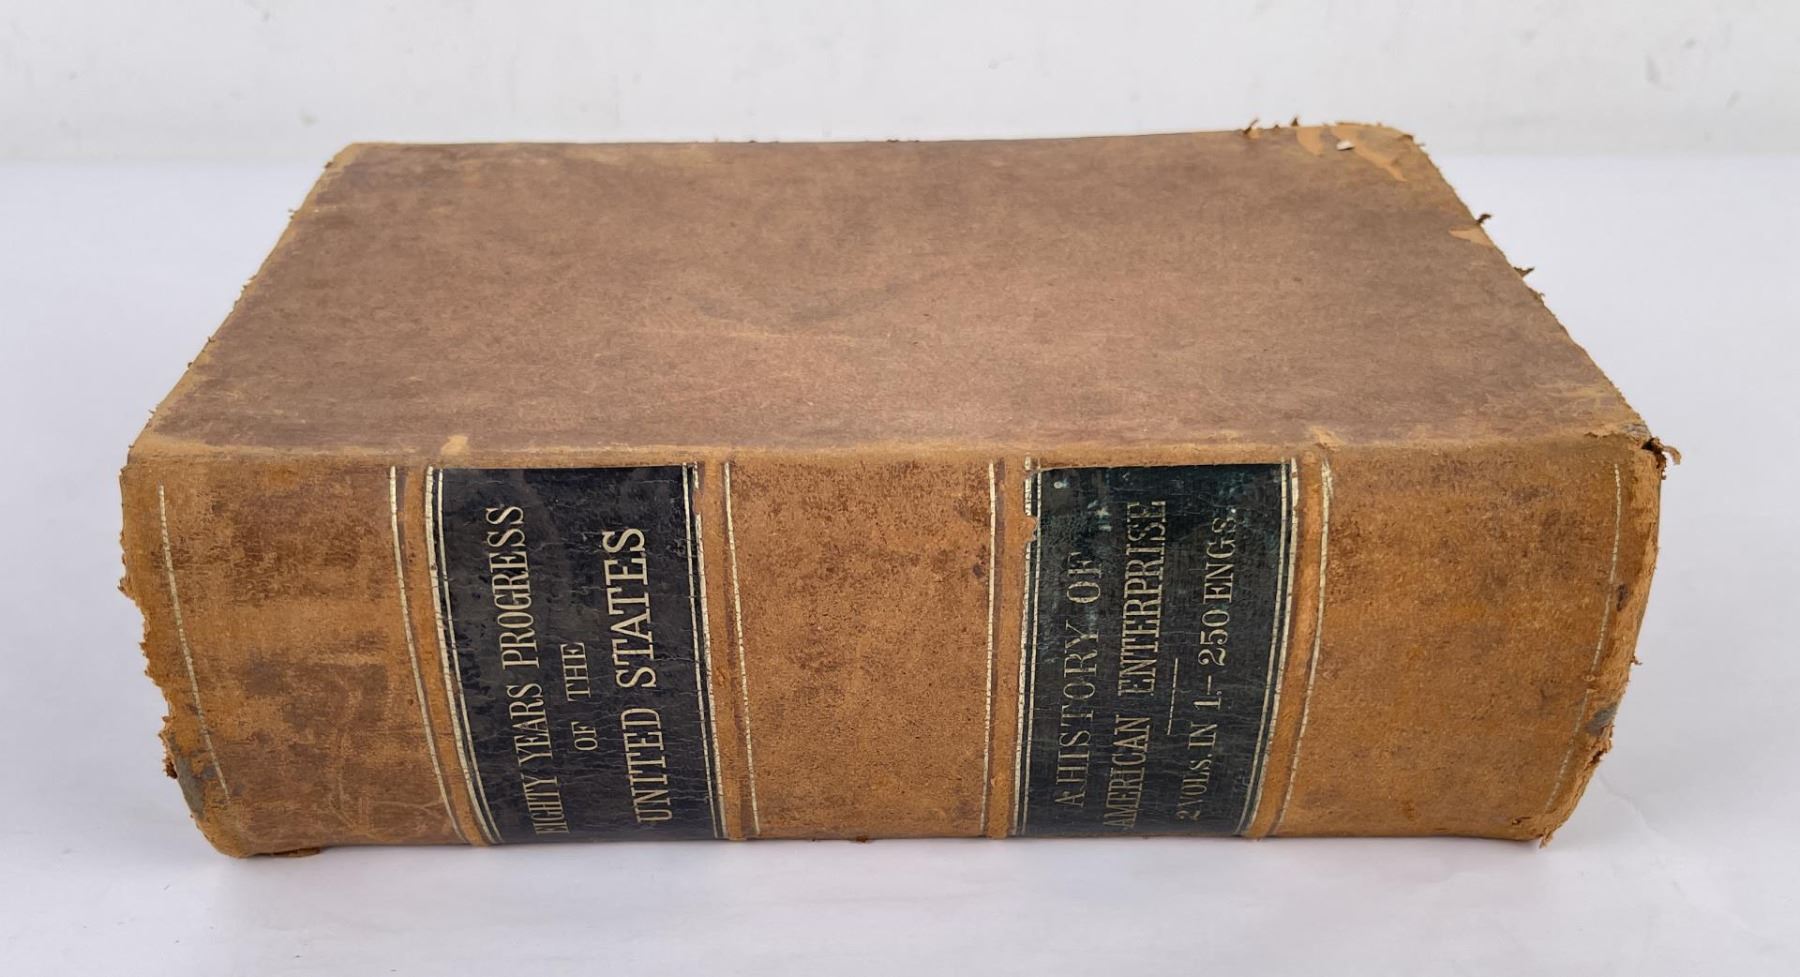 EIGHTY YEARS PROGRESS
OF THE
UNITED STATES
A HISTORY OF
AMERICAN ENTERPRISE
2 VOLS. IN 1.—250 ENGS.